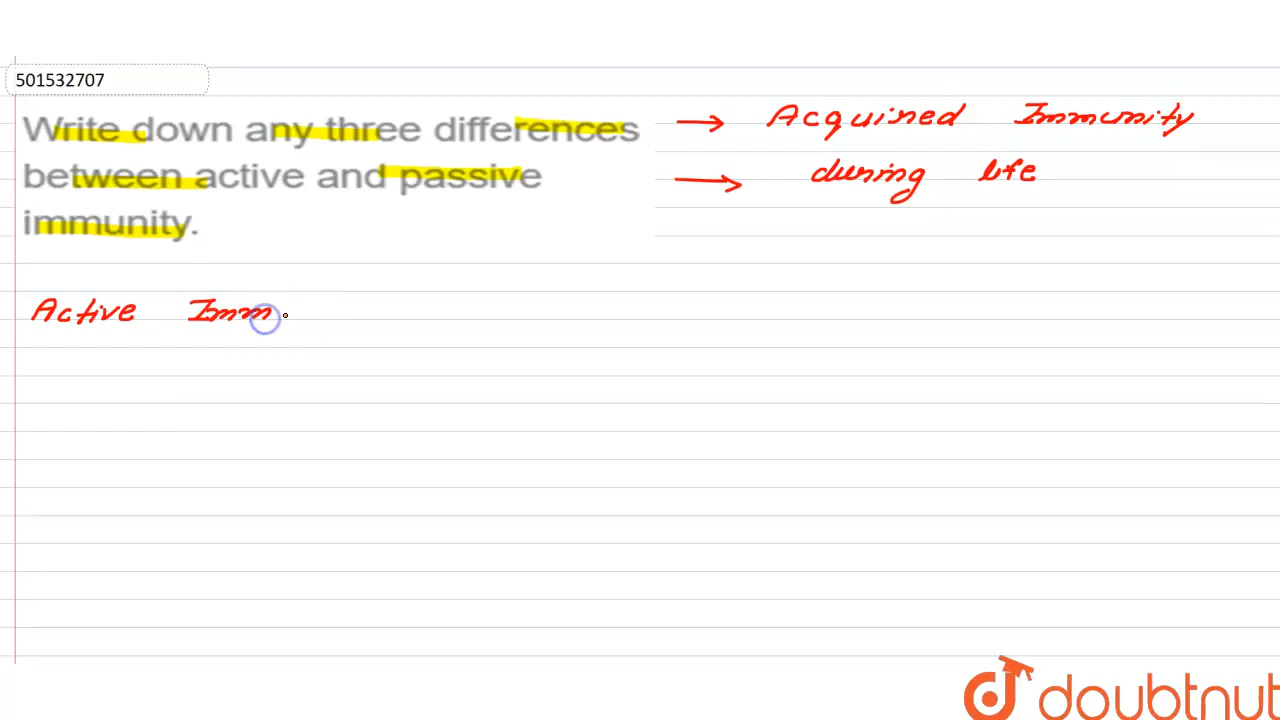 501532707
Write down any three differences
between active and passive
immunity.
→ Acquired Immunity
→ during life
Active Imm
doubtnut